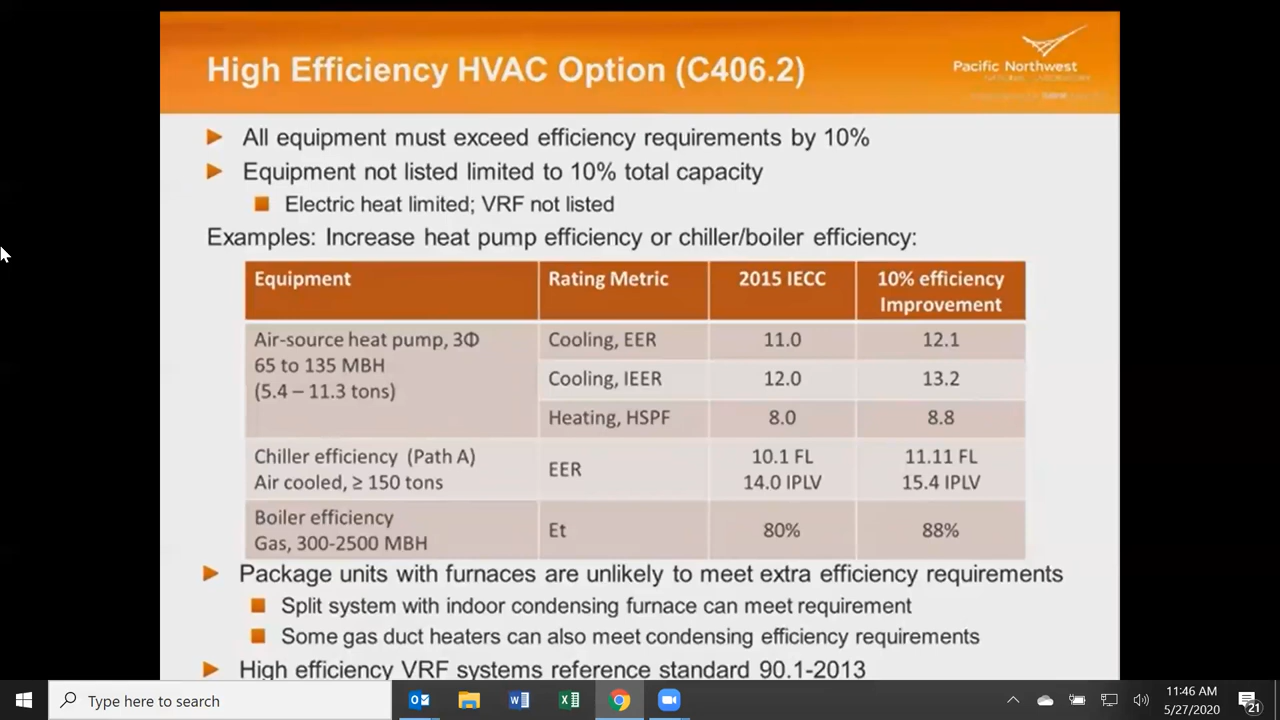 High Efficiency HVAC Option (C406.2)
Pacific Northwest
NATIONAL LABORATORY
All equipment must exceed efficiency requirements by 10%
Equipment not listed limited to 10% total capacity
Electric heat limited; VRF not listed
Examples: Increase heat pump efficiency or chiller/boiler efficiency:
Equipment Rating Metric 2015 IECC 10% efficiency
Improvement
Air-source heat pump, 3Φ Cooling, EER 11.0 12.1
65 to 135 MBH
Cooling, IEER 12.0 13.2
(5.4 – 11.3 tons)
Heating, HSPF 8.0 8.8
Chiller efficiency (Path A) 10.1 FL 11.11 FL
EER
Air cooled, ≥ 150 tons 14.0 IPLV 15.4 IPLV
Boiler efficiency
Et 80% 88%
Gas, 300-2500 MBH
Package units with furnaces are unlikely to meet extra efficiency requirements
Split system with indoor condensing furnace can meet requirement
Some gas duct heaters can also meet condensing efficiency requirements
High efficiency VRF systems reference standard 90.1-2013
Type here to search
11:46 AM
5/27/2020
21